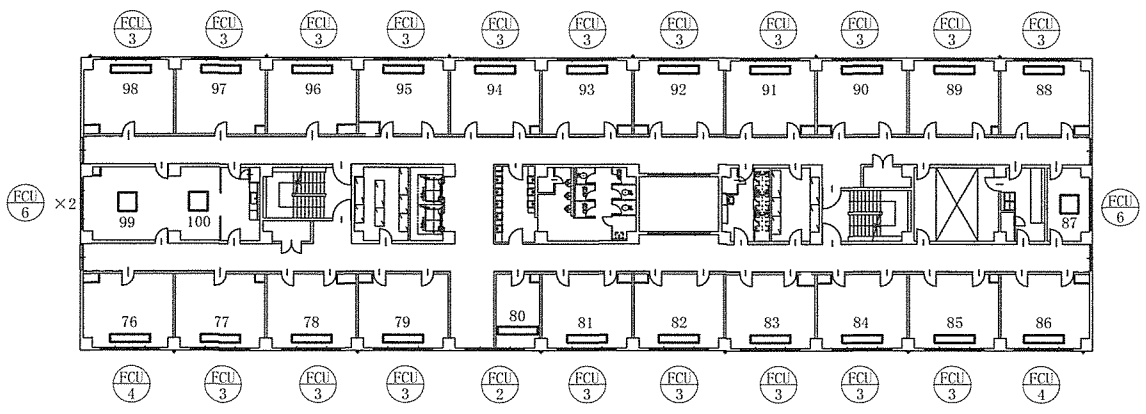 FCU FCU FCU FCU FCU FCU FCU FCU FCU FCU FCU
3 3 3 3 3 3 3 3 3 3 3
98 97 96 95 94 93 92 91 90 89 88
FCU
6 ×2
99 100 87
FCU
6
76 77 78 79 80 81 82 83 84 85 86
FCU FCU FCU FCU FCU FCU FCU FCU FCU FCU FCU
4 3 3 3 2 3 3 3 3 3 4